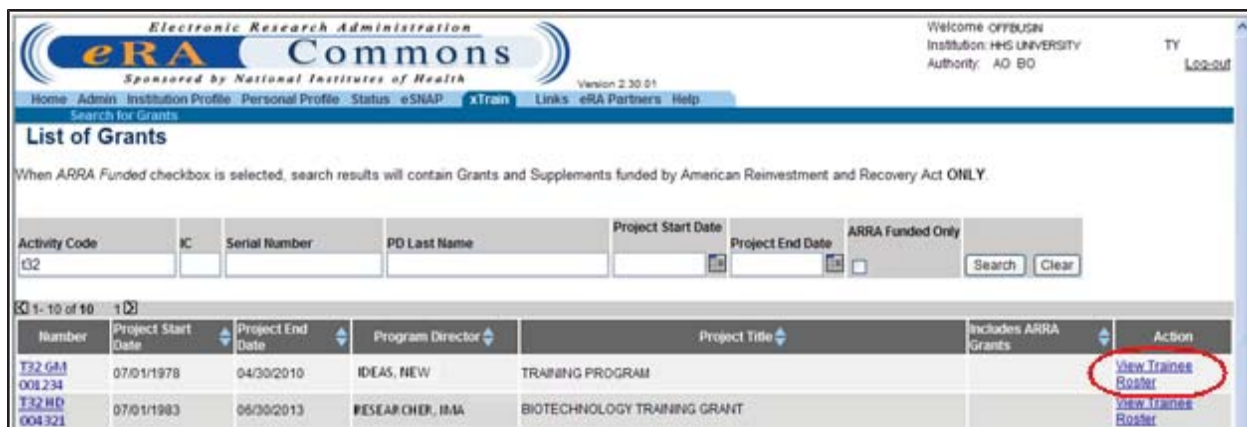 Electronic Research Administration
eRA Commons
Sponsored by National Institutes of Health
Version 2.30.01
Welcome OFFBUSIN
Institution: HHS UNIVERSITY TY
Authority: AO BO
Log-out
Home Admin Institution Profile Personal Profile Status eSNAP xTrain Links eRA Partners Help
Search for Grants
List of Grants
When ARRA Funded checkbox is selected, search results will contain Grants and Supplements funded by American Reinvestment and Recovery Act ONLY.
Activity Code IC Serial Number PD Last Name Project Start Date Project End Date ARRA Funded Only
t32 Search Clear
1- 10 of 10 1
Number Project Start Date Project End Date Program Director Project Title Includes ARRA Grants Action
T32 GM 001234 07/01/1978 04/30/2010 IDEAS, NEW TRAINING PROGRAM View Trainee Roster
T32 HD 004321 07/01/1983 06/30/2013 RESEARCHER, IMA BIOTECHNOLOGY TRAINING GRANT View Trainee Roster